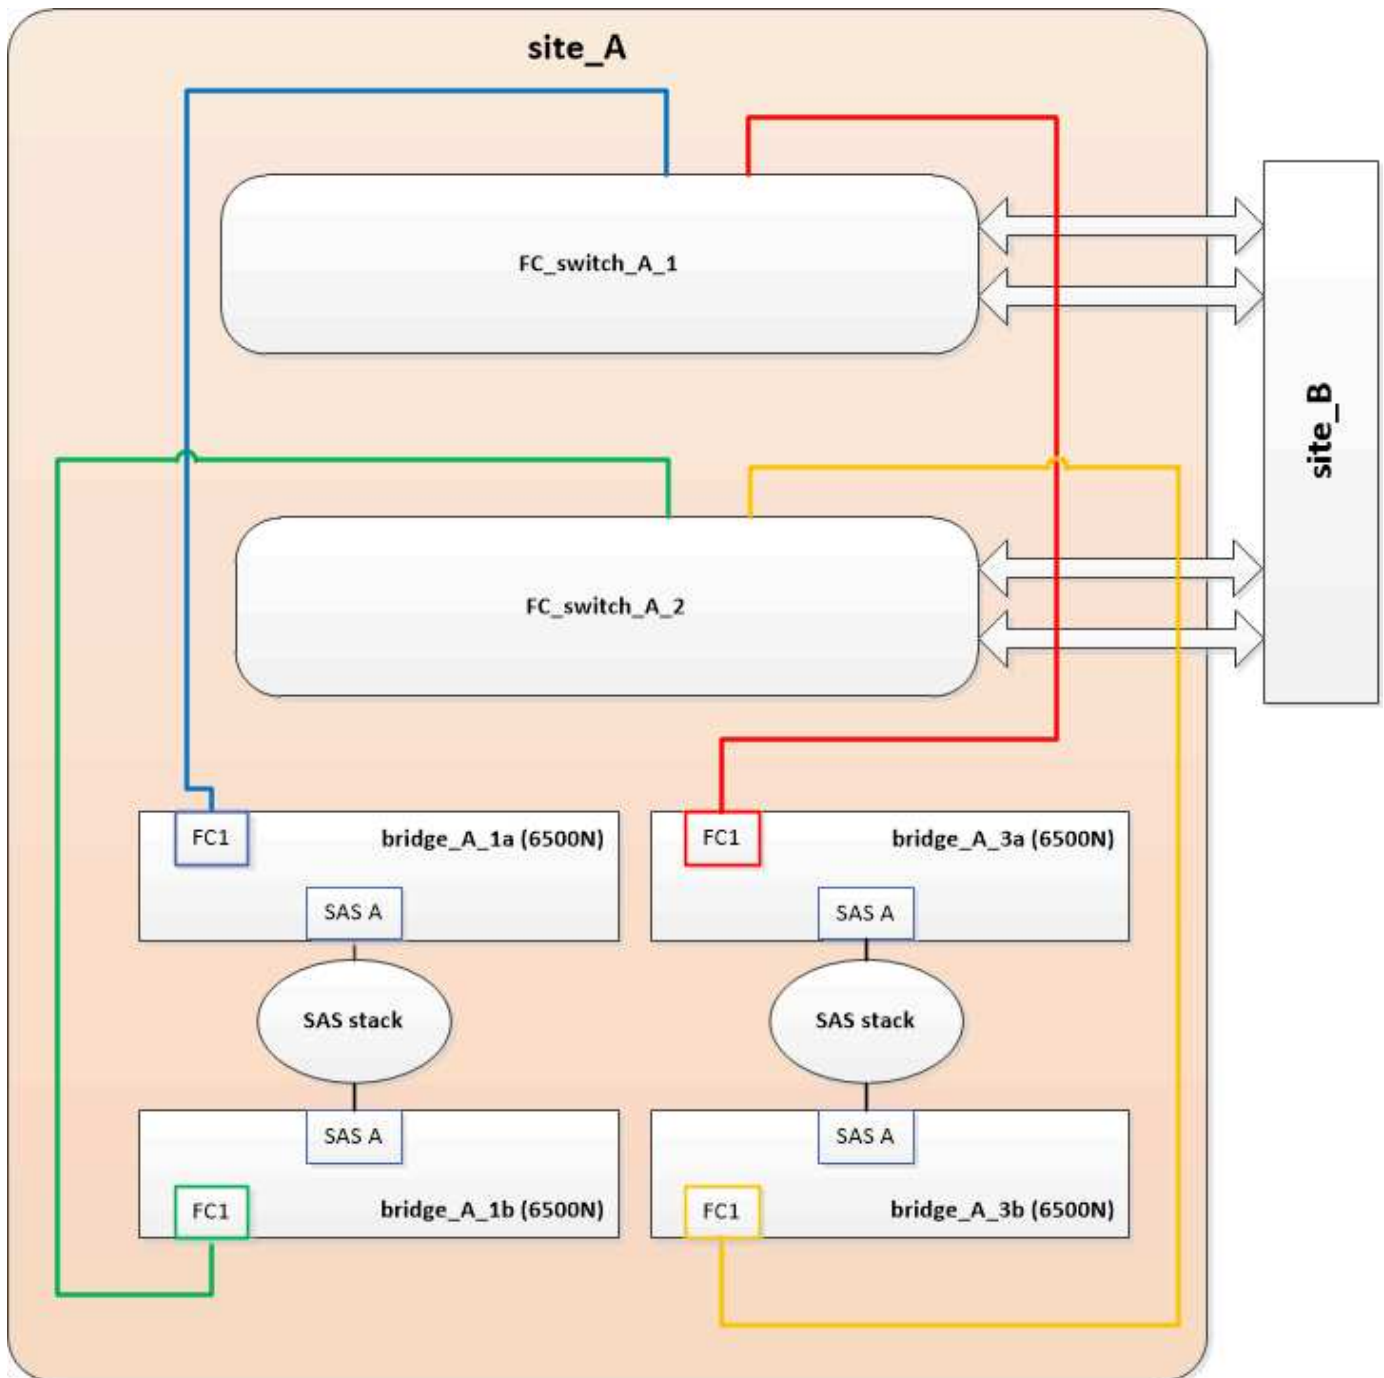 site_A
FC_switch_A_1
site_B
FC_switch_A_2
FC1
bridge_A_1a (6500N)
SAS A
FC1
bridge_A_3a (6500N)
SAS A
SAS stack
SAS stack
SAS A
FC1
bridge_A_1b (6500N)
SAS A
FC1
bridge_A_3b (6500N)